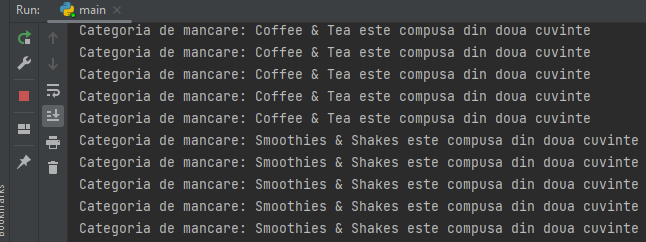 Run: main
Categoria de mancare: Coffee & Tea este compusa din doua cuvinte
Categoria de mancare: Coffee & Tea este compusa din doua cuvinte
Categoria de mancare: Coffee & Tea este compusa din doua cuvinte
Categoria de mancare: Coffee & Tea este compusa din doua cuvinte
Categoria de mancare: Coffee & Tea este compusa din doua cuvinte
Categoria de mancare: Smoothies & Shakes este compusa din doua cuvinte
Categoria de mancare: Smoothies & Shakes este compusa din doua cuvinte
Categoria de mancare: Smoothies & Shakes este compusa din doua cuvinte
Categoria de mancare: Smoothies & Shakes este compusa din doua cuvinte
Categoria de mancare: Smoothies & Shakes este compusa din doua cuvinte
Bookmarks